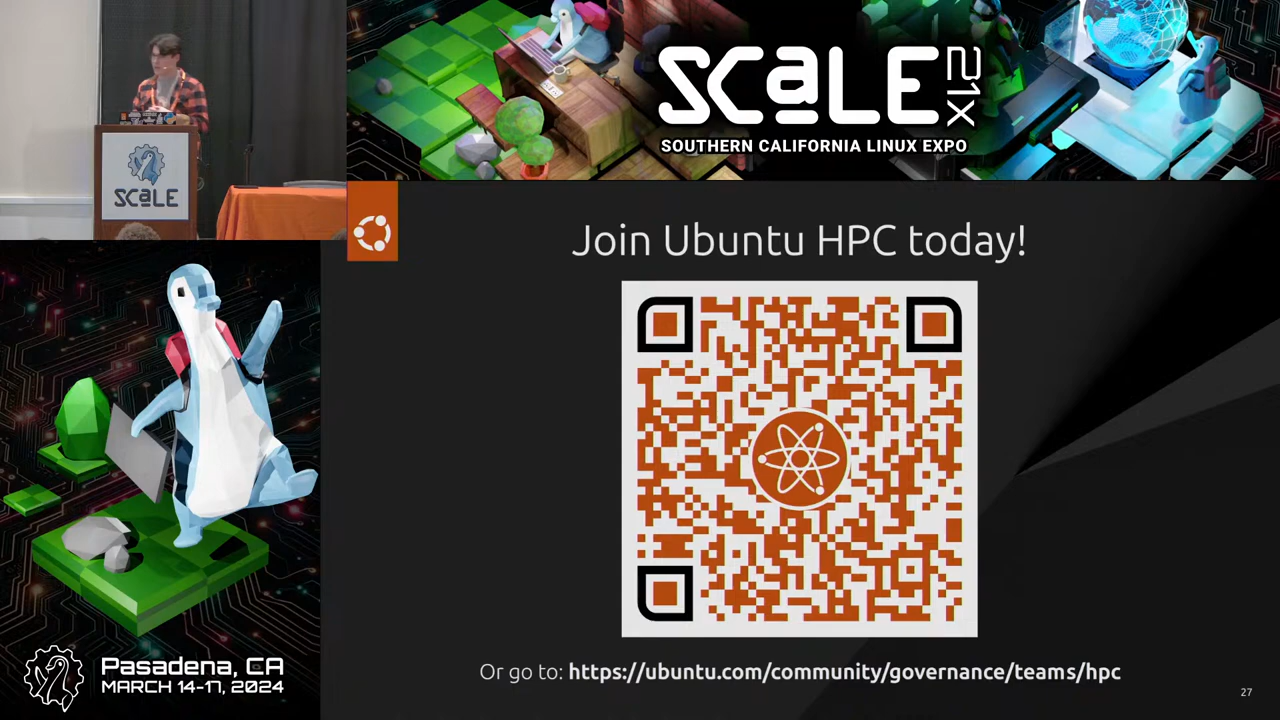 SCALE 21X
SOUTHERN CALIFORNIA LINUX EXPO
SCALE
Join Ubuntu HPC today!
Or go to: https://ubuntu.com/community/governance/teams/hpc
27
Pasadena, CA
MARCH 14-17, 2024